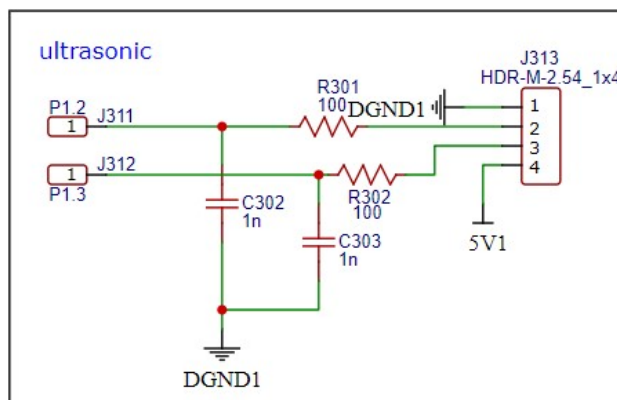 ultrasonic
J313
HDR-M-2.54_1x4
R301
100
DGND1
1
2
3
4
P1.2
1
J311
J312
1
P1.3
R302
100
C302
1n
C303
1n
5V1
DGND1